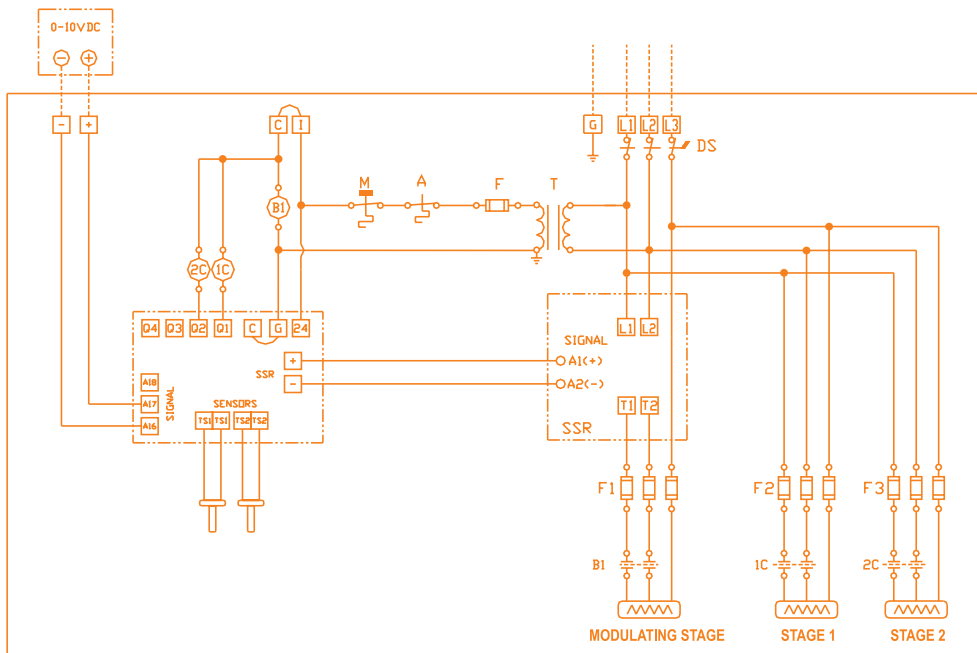 0-10VDC
- +
- +
C I
G L1 L2 L3
DS
M A F T
B1
2C 1C
Q4 Q3 Q2 Q1 C G 24
L1 L2
SIGNAL
+
A1(+)
SSR
-
A2(-)
A18
A17
A16
SIGNAL
SENSORS
TS1 TS1 TS2 TS2
T1 T2
SSR
F1 F2 F3
B1 1C 2C
MODULATING STAGE STAGE 1 STAGE 2